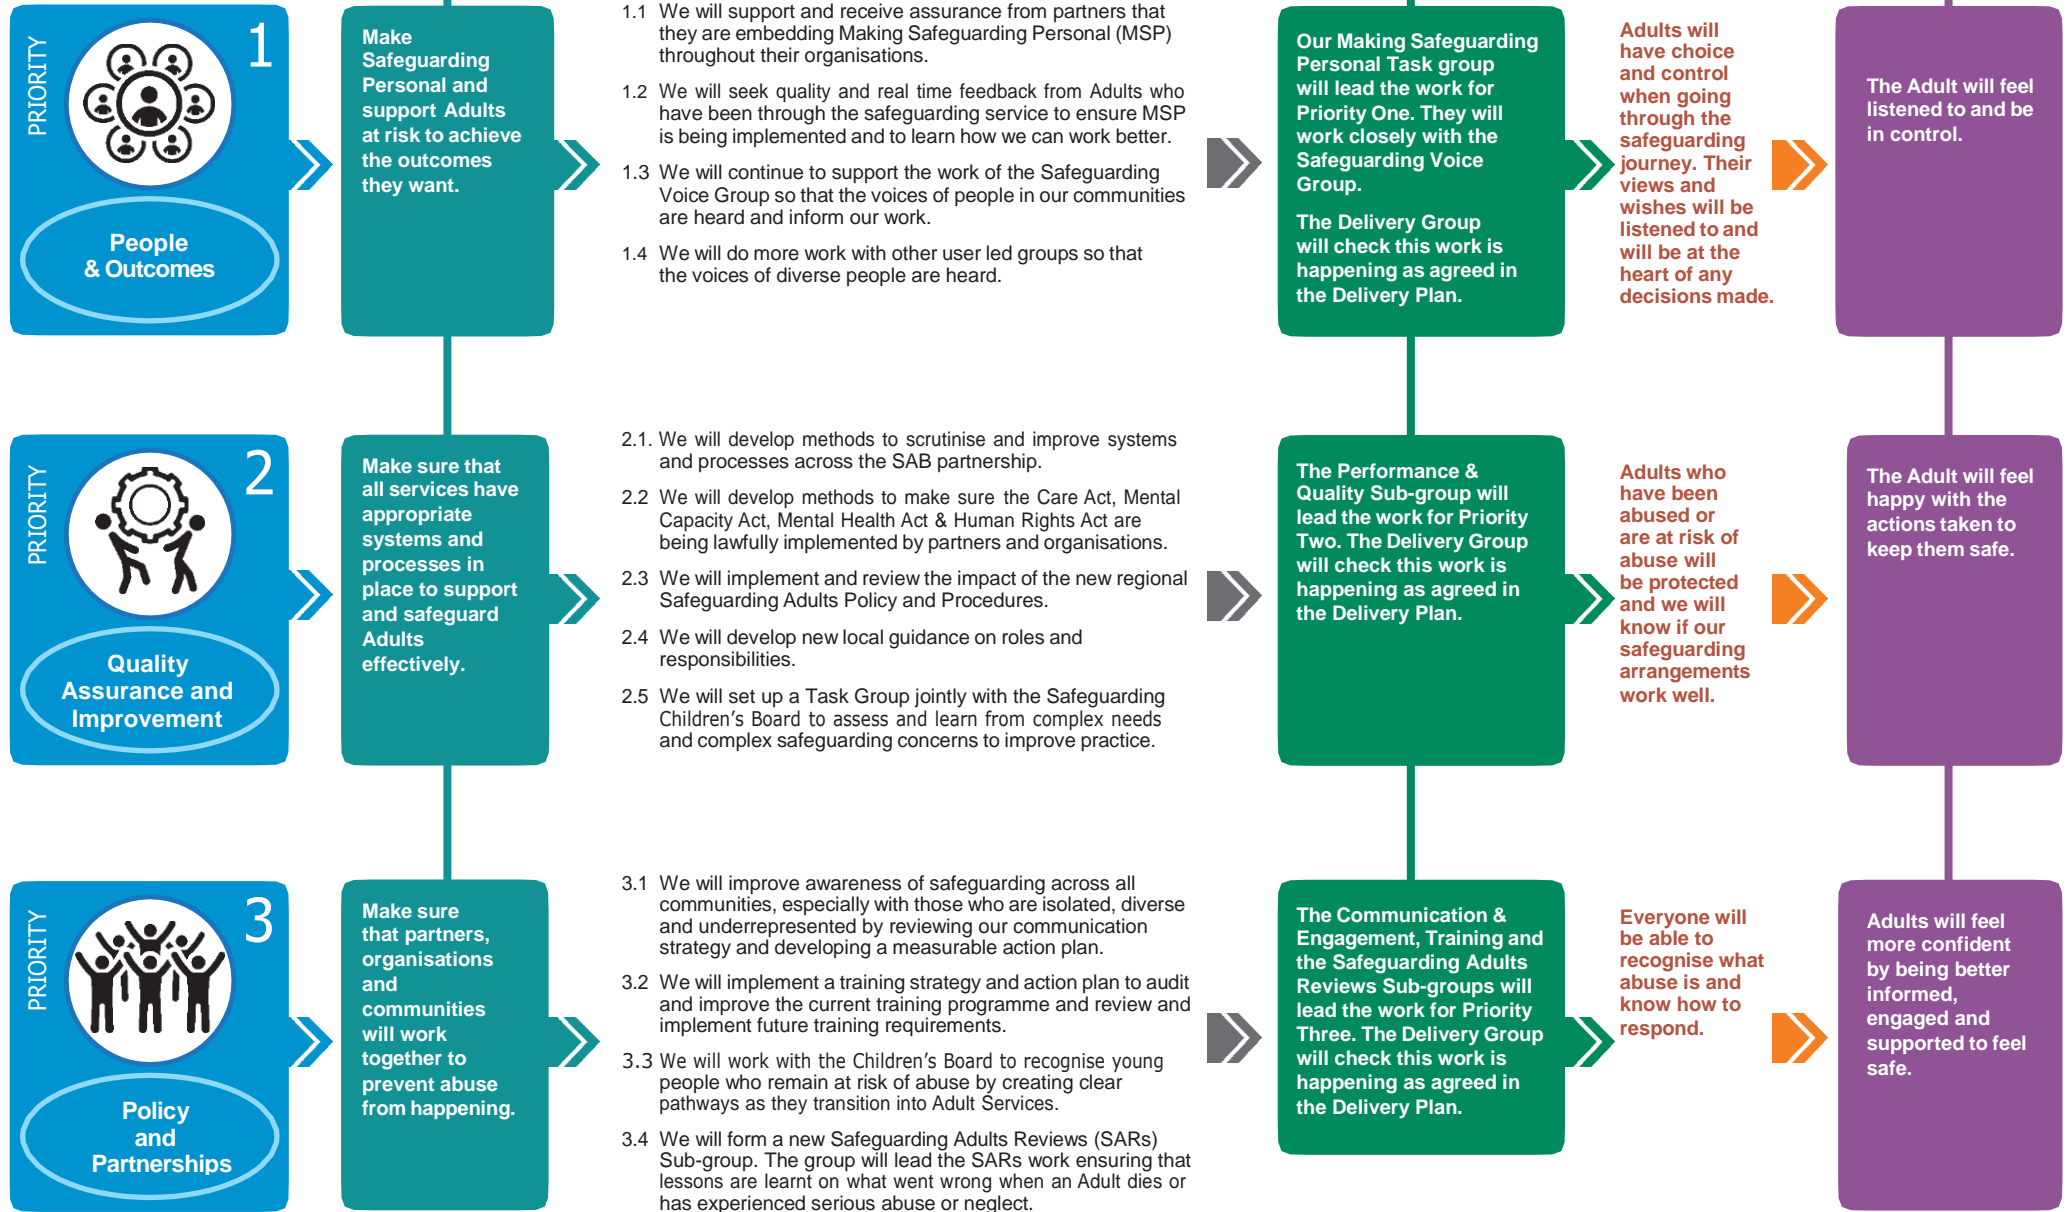 PRIORITY
1
People
& Outcomes
Make
Safeguarding
Personal and
support Adults
at risk to achieve
the outcomes
they want.
1.1 We will support and receive assurance from partners that
they are embedding Making Safeguarding Personal (MSP)
throughout their organisations.
1.2 We will seek quality and real time feedback from Adults who
have been through the safeguarding service to ensure MSP
is being implemented and to learn how we can work better.
1.3 We will continue to support the work of the Safeguarding
Voice Group so that the voices of people in our communities
are heard and inform our work.
1.4 We will do more work with other user led groups so that
the voices of diverse people are heard.
Our Making Safeguarding
Personal Task group
will lead the work for
Priority One. They will
work closely with the
Safeguarding Voice
Group.
The Delivery Group
will check this work is
happening as agreed in
the Delivery Plan.
Adults will
have choice
and control
when going
through the
safeguarding
journey. Their
views and
wishes will be
listened to and
will be at the
heart of any
decisions made.
The Adult will feel
listened to and be
in control.
PRIORITY
2
Quality
Assurance and
Improvement
Make sure that
all services have
appropriate
systems and
processes in
place to support
and safeguard
Adults
effectively.
2.1. We will develop methods to scrutinise and improve systems
and processes across the SAB partnership.
2.2 We will develop methods to make sure the Care Act, Mental
Capacity Act, Mental Health Act & Human Rights Act are
being lawfully implemented by partners and organisations.
2.3 We will implement and review the impact of the new regional
Safeguarding Adults Policy and Procedures.
2.4 We will develop new local guidance on roles and
responsibilities.
2.5 We will set up a Task Group jointly with the Safeguarding
Children’s Board to assess and learn from complex needs
and complex safeguarding concerns to improve practice.
The Performance &
Quality Sub-group will
lead the work for Priority
Two. The Delivery Group
will check this work is
happening as agreed in
the Delivery Plan.
Adults who
have been
abused or
are at risk of
abuse will
be protected
and we will
know if our
safeguarding
arrangements
work well.
The Adult will feel
happy with the
actions taken to
keep them safe.
PRIORITY
3
Policy
and
Partnerships
Make sure
that partners,
organisations
and
communities
will work
together to
prevent abuse
from happening.
3.1 We will improve awareness of safeguarding across all
communities, especially with those who are isolated, diverse
and underrepresented by reviewing our communication
strategy and developing a measurable action plan.
3.2 We will implement a training strategy and action plan to audit
and improve the current training programme and review and
implement future training requirements.
3.3 We will work with the Children’s Board to recognise young
people who remain at risk of abuse by creating clear
pathways as they transition into Adult Services.
3.4 We will form a new Safeguarding Adults Reviews (SARs)
Sub-group. The group will lead the SARs work ensuring that
lessons are learnt on what went wrong when an Adult dies or
has experienced serious abuse or neglect.
The Communication &
Engagement, Training and
the Safeguarding Adults
Reviews Sub-groups will
lead the work for Priority
Three. The Delivery Group
will check this work is
happening as agreed in
the Delivery Plan.
Everyone will
be able to
recognise what
abuse is and
know how to
respond.
Adults will feel
more confident
by being better
informed,
engaged and
supported to feel
safe.